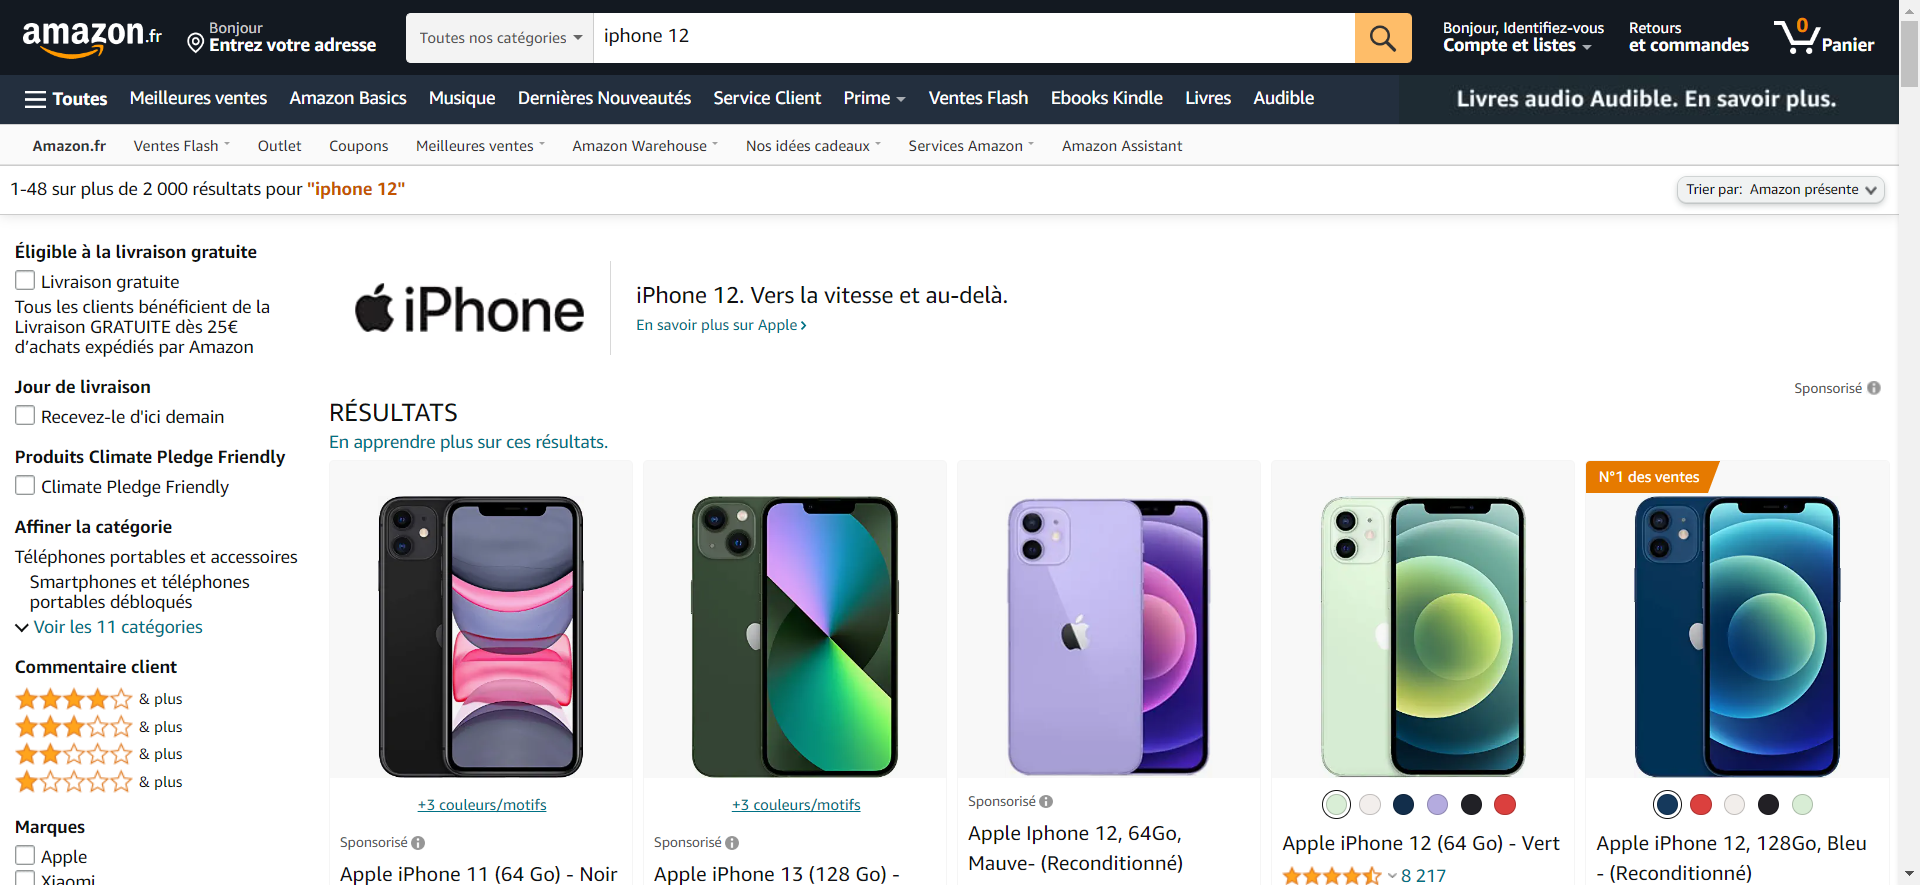 amazon.fr
Bonjour
Entrez votre adresse
Toutes nos catégories
iphone 12
Bonjour, Identifiez-vous
Compte et listes
Retours
et commandes
0
Panier
Toutes
Meilleures ventes
Amazon Basics
Musique
Dernières Nouveautés
Service Client
Prime
Ventes Flash
Ebooks Kindle
Livres
Audible
Livres audio Audible. En savoir plus.
Amazon.fr
Ventes Flash
Outlet
Coupons
Meilleures ventes
Amazon Warehouse
Nos idées cadeaux
Services Amazon
Amazon Assistant
1-48 sur plus de 2 000 résultats pour "iphone 12"
Trier par: Amazon présente
Éligible à la livraison gratuite
Livraison gratuite
Tous les clients bénéficient de la
Livraison GRATUITE dès 25€
d’achats expédiés par Amazon
Jour de livraison
Recevez-le d'ici demain
Produits Climate Pledge Friendly
Climate Pledge Friendly
Affiner la catégorie
Téléphones portables et accessoires
Smartphones et téléphones
portables débloqués
Voir les 11 catégories
Commentaire client
& plus
& plus
& plus
& plus
Marques
Apple
Xiaomi
iPhone
iPhone 12. Vers la vitesse et au-delà.
En savoir plus sur Apple
Sponsorisé
RÉSULTATS
En apprendre plus sur ces résultats.
+3 couleurs/motifs
Sponsorisé
Apple iPhone 11 (64 Go) - Noir
+3 couleurs/motifs
Sponsorisé
Apple iPhone 13 (128 Go) -
Sponsorisé
Apple Iphone 12, 64Go,
Mauve- (Reconditionné)
Apple iPhone 12 (64 Go) - Vert
8 217
N°1 des ventes
Apple iPhone 12, 128Go, Bleu
- (Reconditionné)